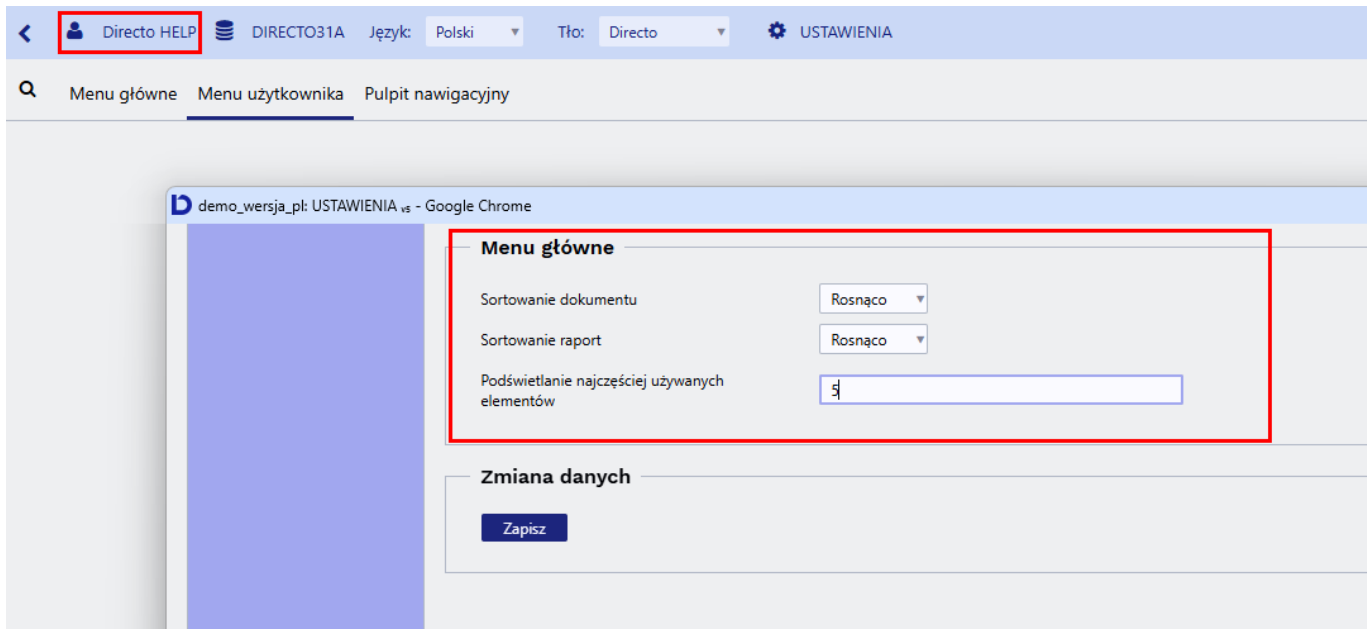 Directo HELP DIRECTO31A Język: Polski Tło: Directo USTAWIENIA
Menu główne Menu użytkownika Pulpit nawigacyjny
demo_wersja_pl: USTAWIENIA v5 - Google Chrome
Menu główne
Sortowanie dokumentu Rosnąco
Sortowanie raport Rosnąco
Podświetlanie najczęściej używanych
elementów
5
Zmiana danych
Zapisz